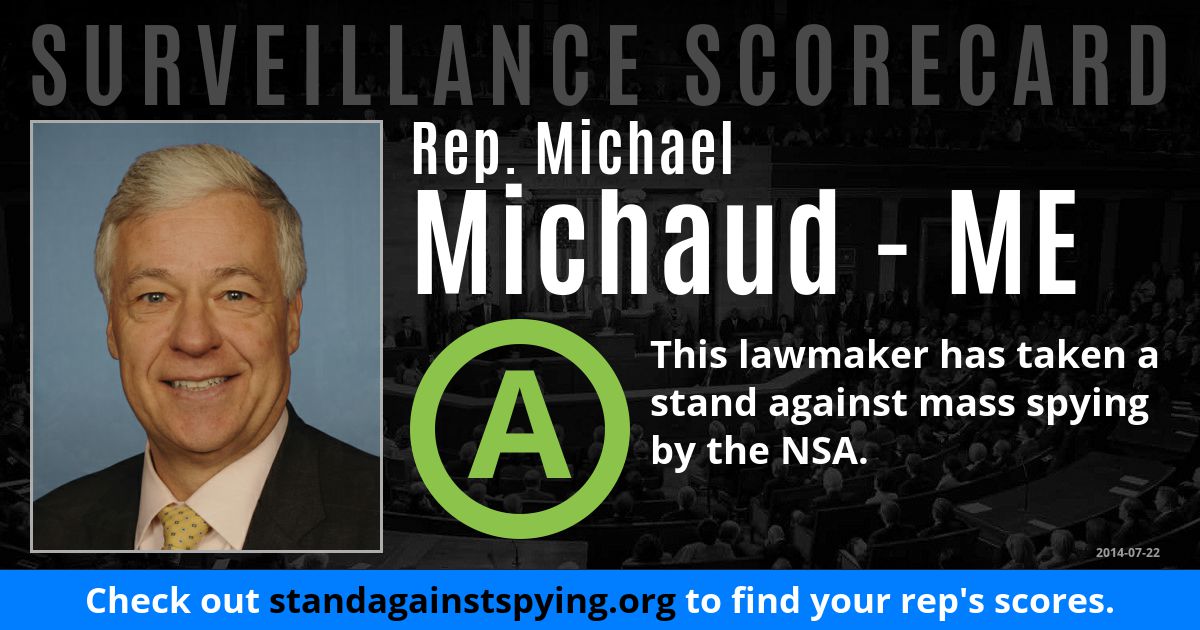 SURVEILLANCE SCORECARD
Rep. Michael
Michaud - ME
A
This lawmaker has taken a
stand against mass spying
by the NSA.
2014-07-22
Check out standagainstspying.org to find your rep's scores.